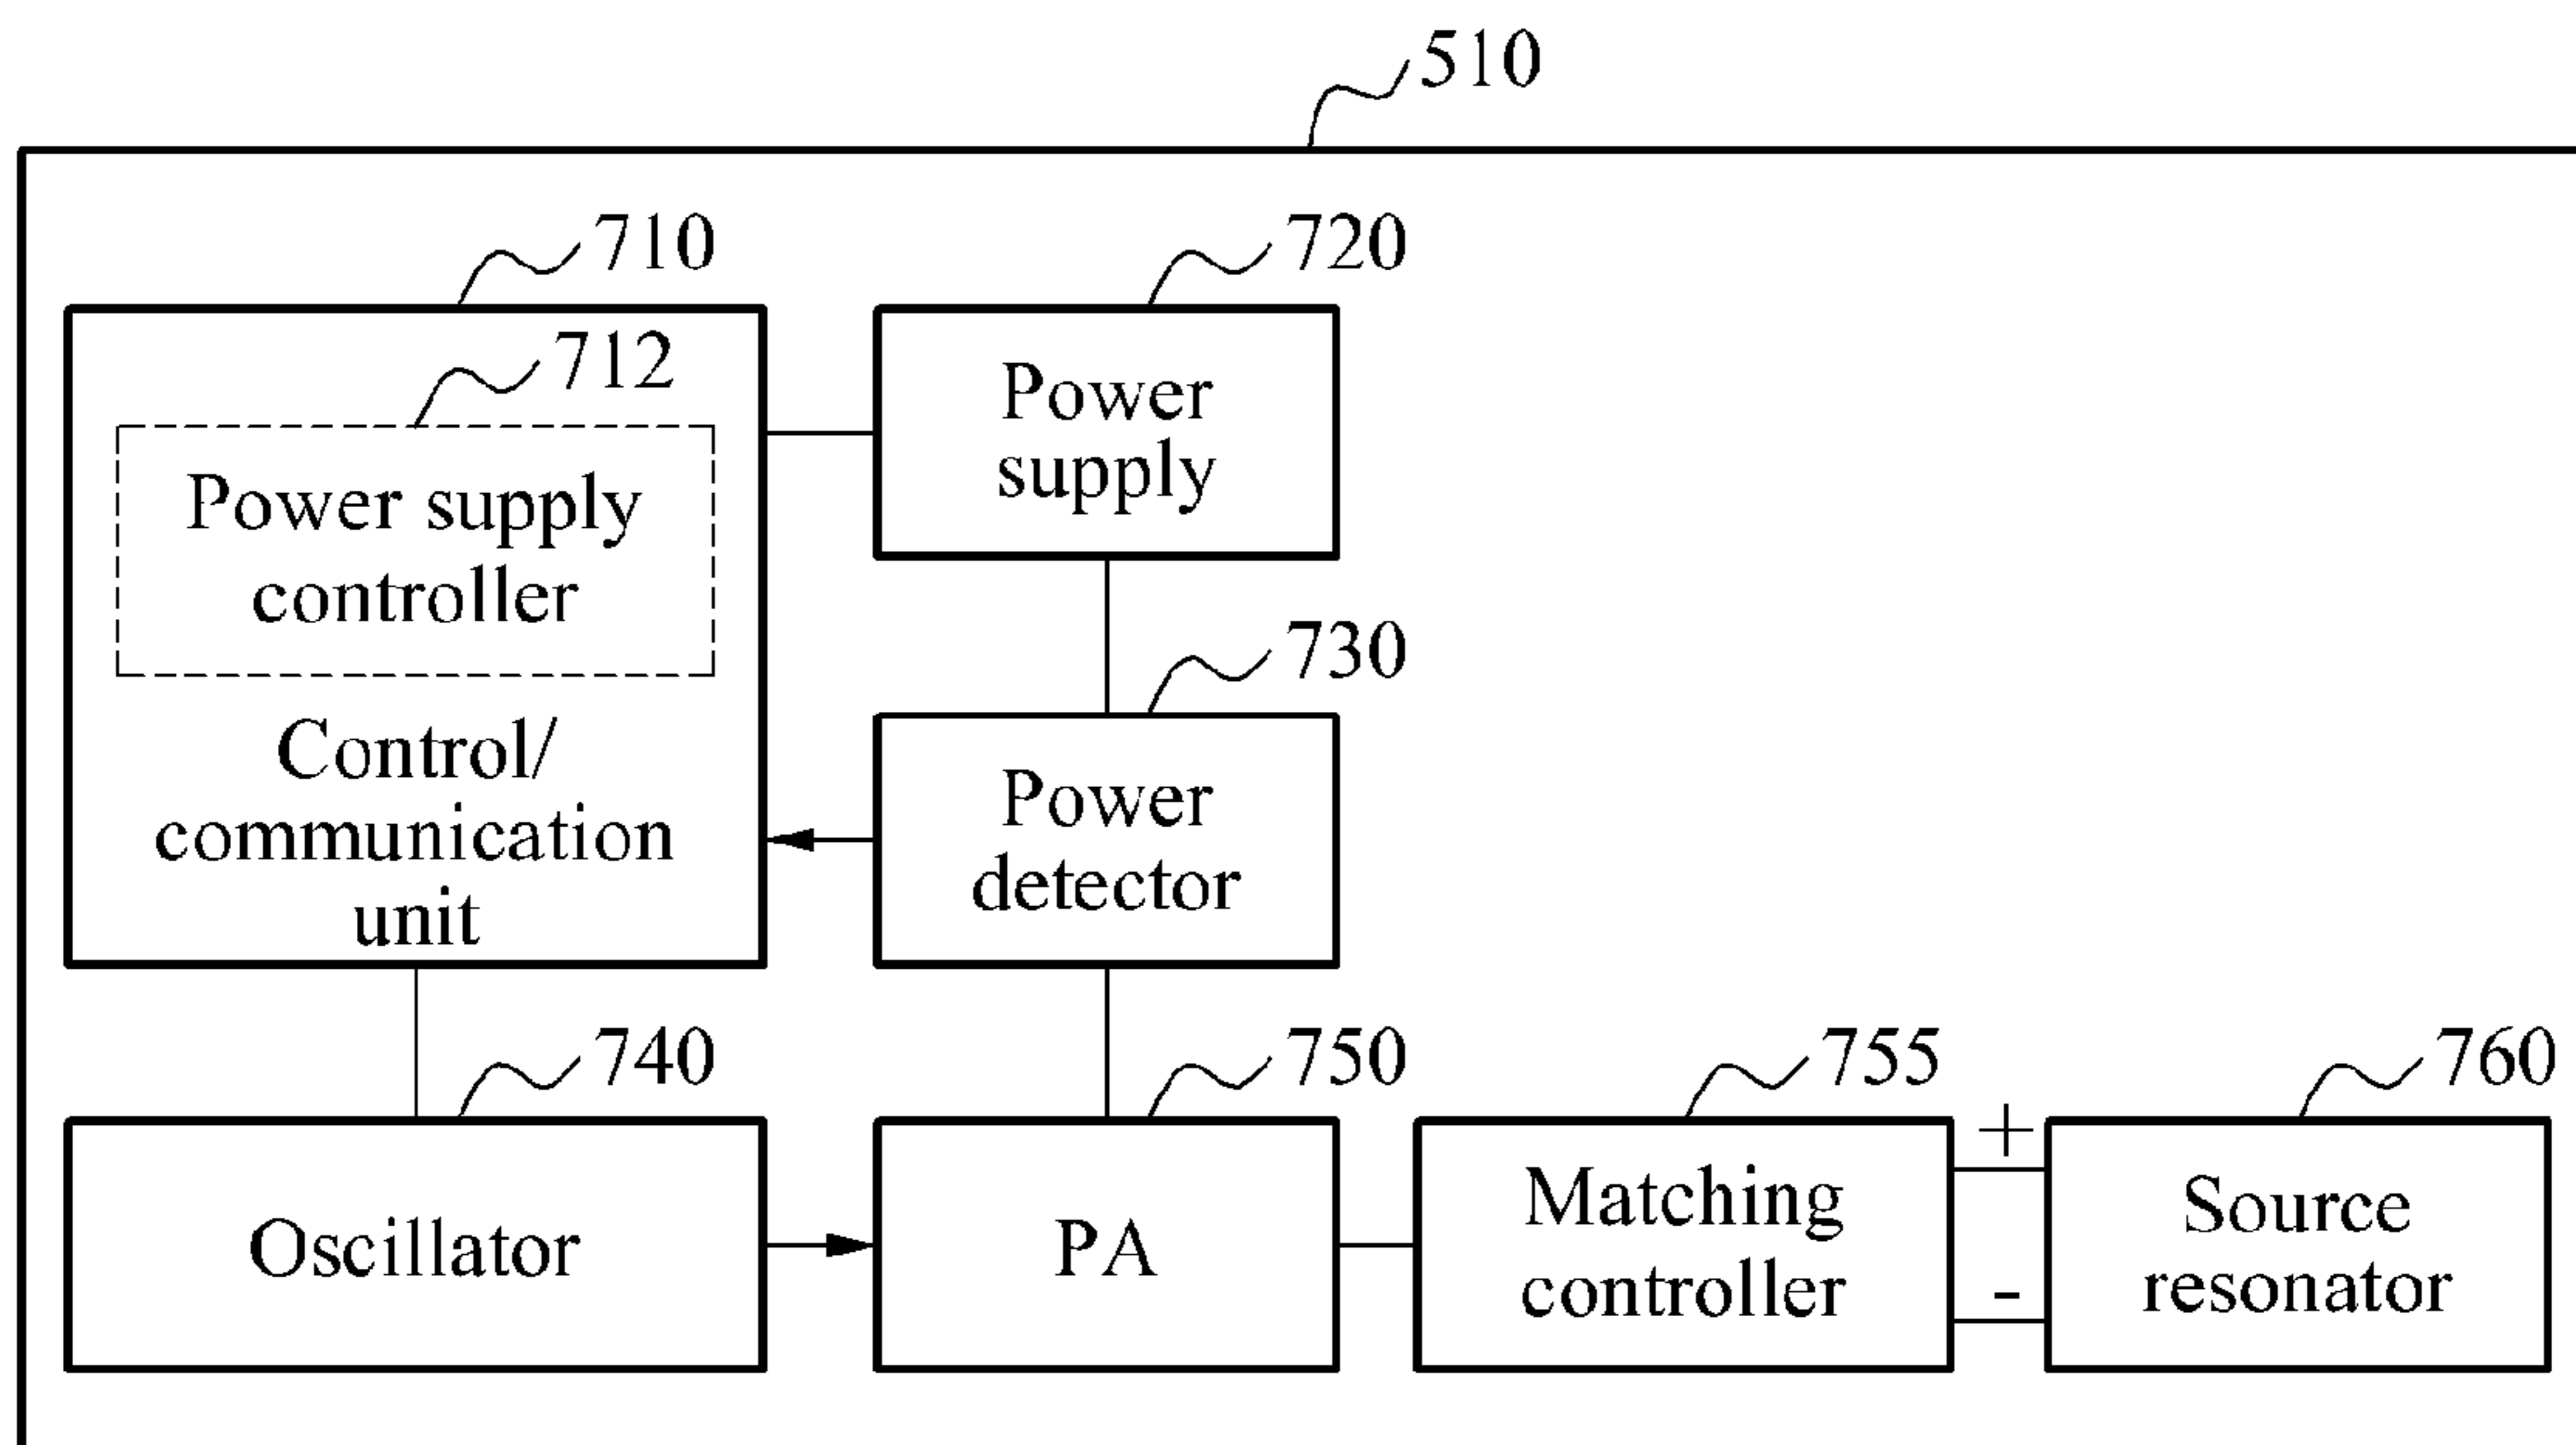 510
710
720
712
Power supply
controller
Control/
communication
unit
Power
supply
730
Power
detector
740
750
755
760
Oscillator
PA
Matching
controller
+
-
Source
resonator